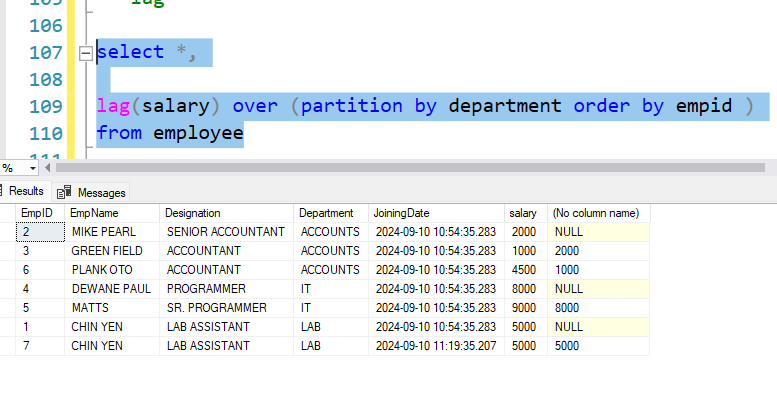 105 lag
106
107 select *,
108
109 lag(salary) over (partition by department order by empid )
110 from employee
111
%
Results Messages
EmpID EmpName Designation Department JoiningDate salary (No column name)
2 MIKE PEARL SENIOR ACCOUNTANT ACCOUNTS 2024-09-10 10:54:35.283 2000 NULL
3 GREEN FIELD ACCOUNTANT ACCOUNTS 2024-09-10 10:54:35.283 1000 2000
6 PLANK OTO ACCOUNTANT ACCOUNTS 2024-09-10 10:54:35.283 4500 1000
4 DEWANE PAUL PROGRAMMER IT 2024-09-10 10:54:35.283 8000 NULL
5 MATTS SR. PROGRAMMER IT 2024-09-10 10:54:35.283 9000 8000
1 CHIN YEN LAB ASSISTANT LAB 2024-09-10 10:54:35.283 5000 NULL
7 CHIN YEN LAB ASSISTANT LAB 2024-09-10 11:19:35.207 5000 5000